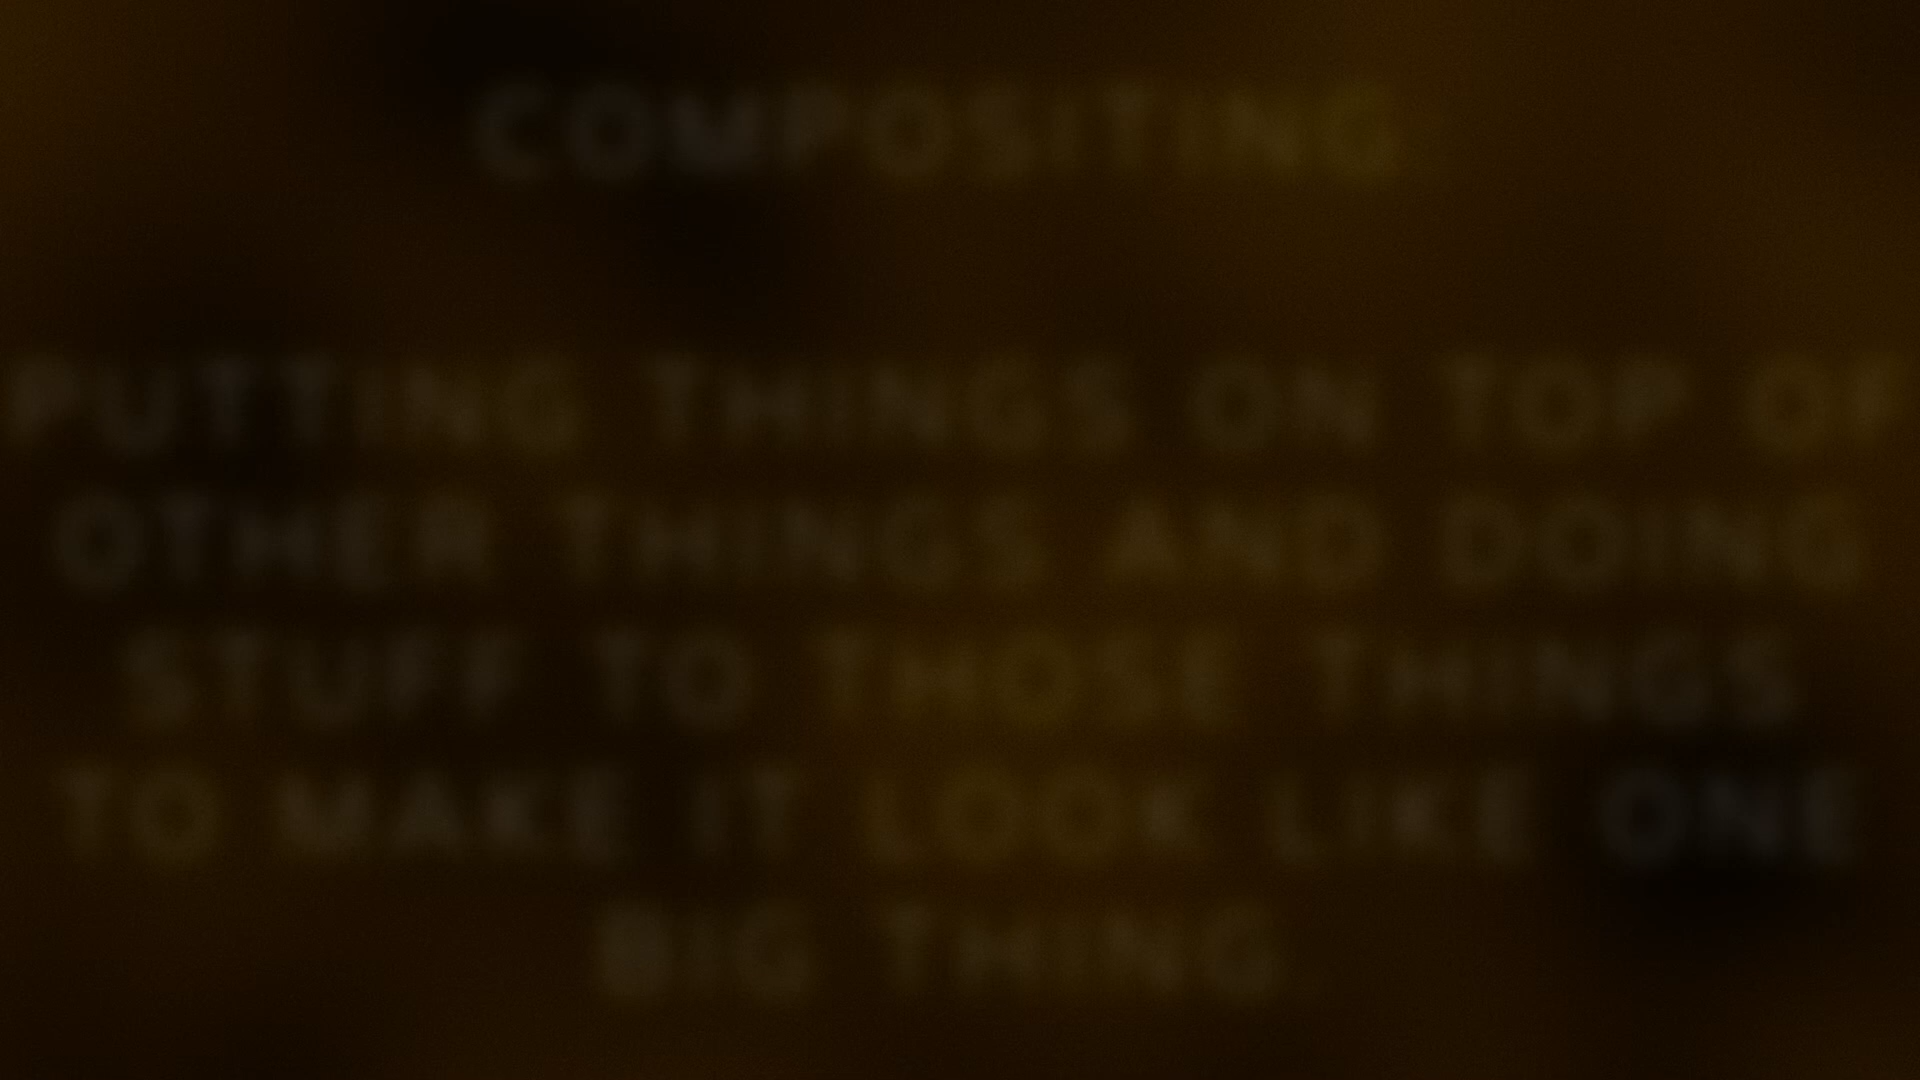 COMPOSITING
PUTTING THINGS ON TOP OF
OTHER THINGS AND DOING
STUFF TO THOSE THINGS
TO MAKE IT LOOK LIKE ONE
BIG THING